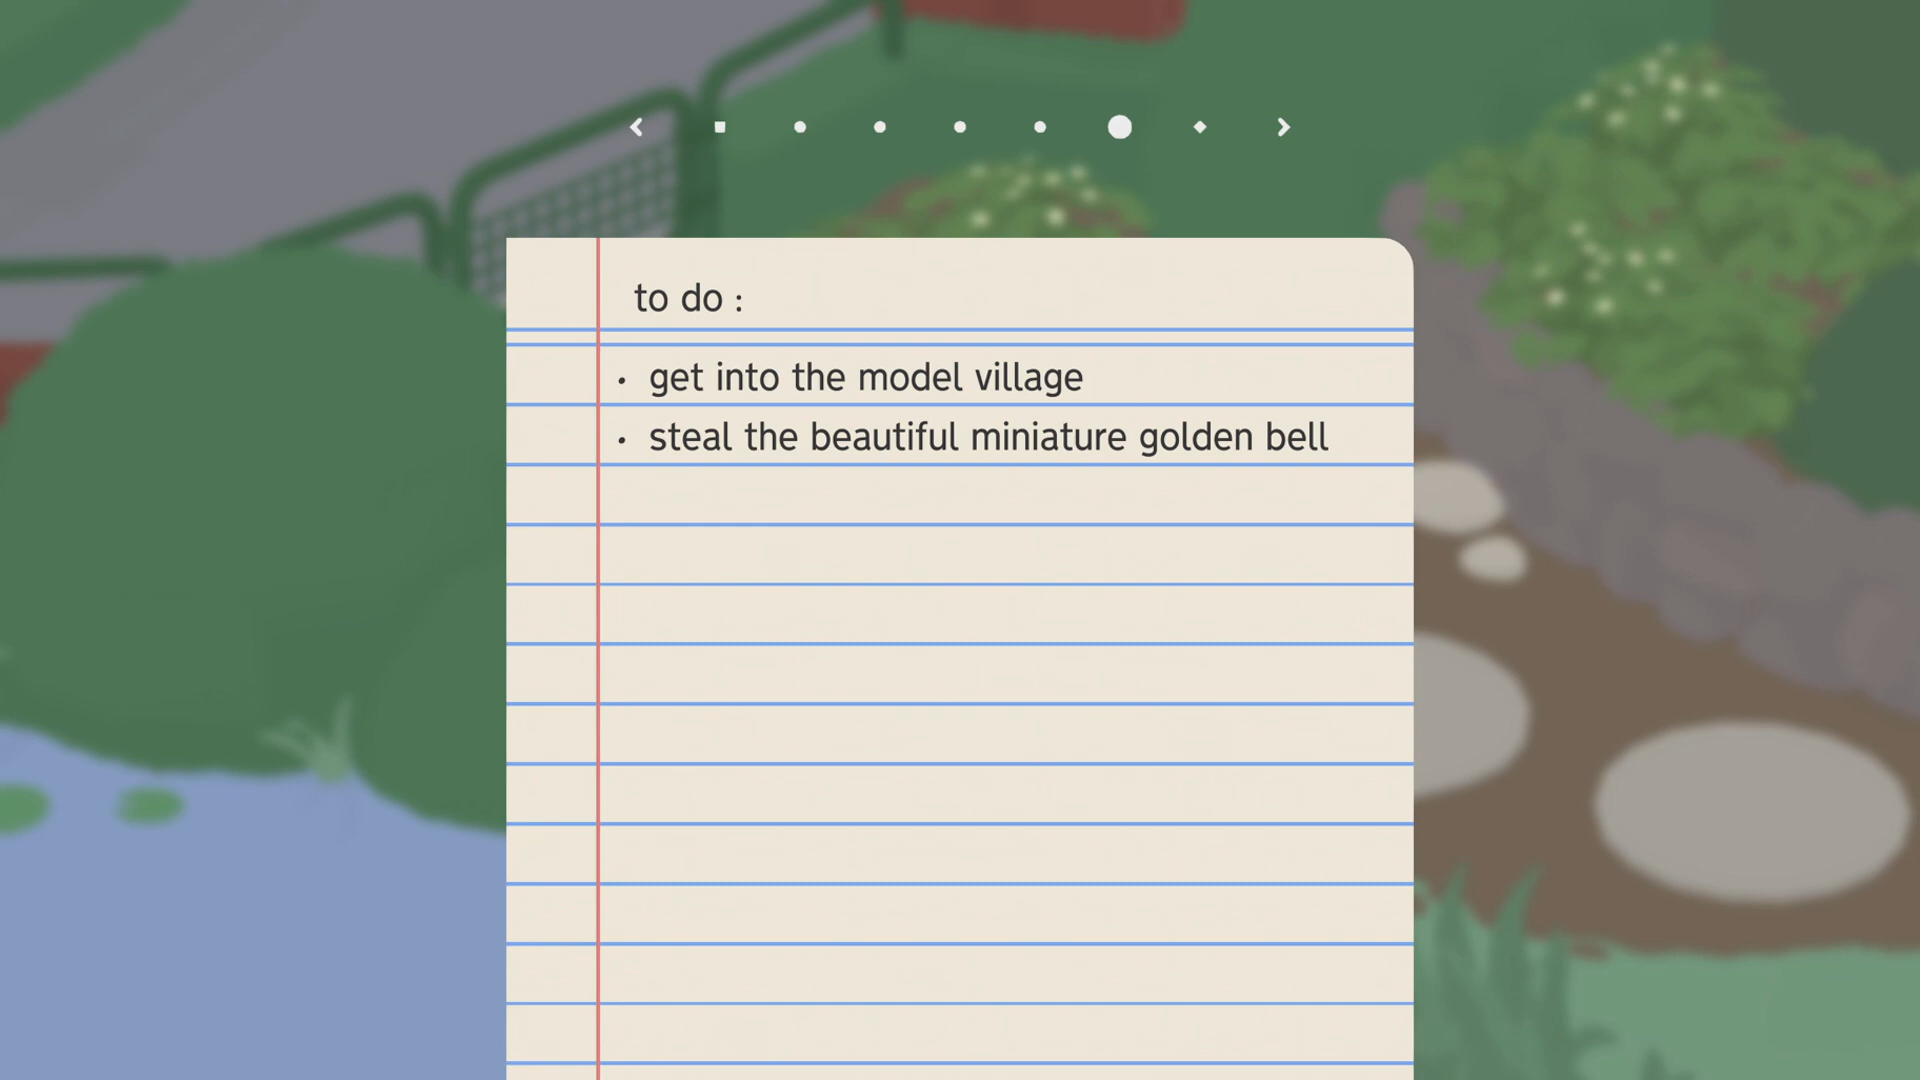 to do :
• get into the model village
• steal the beautiful miniature golden bell